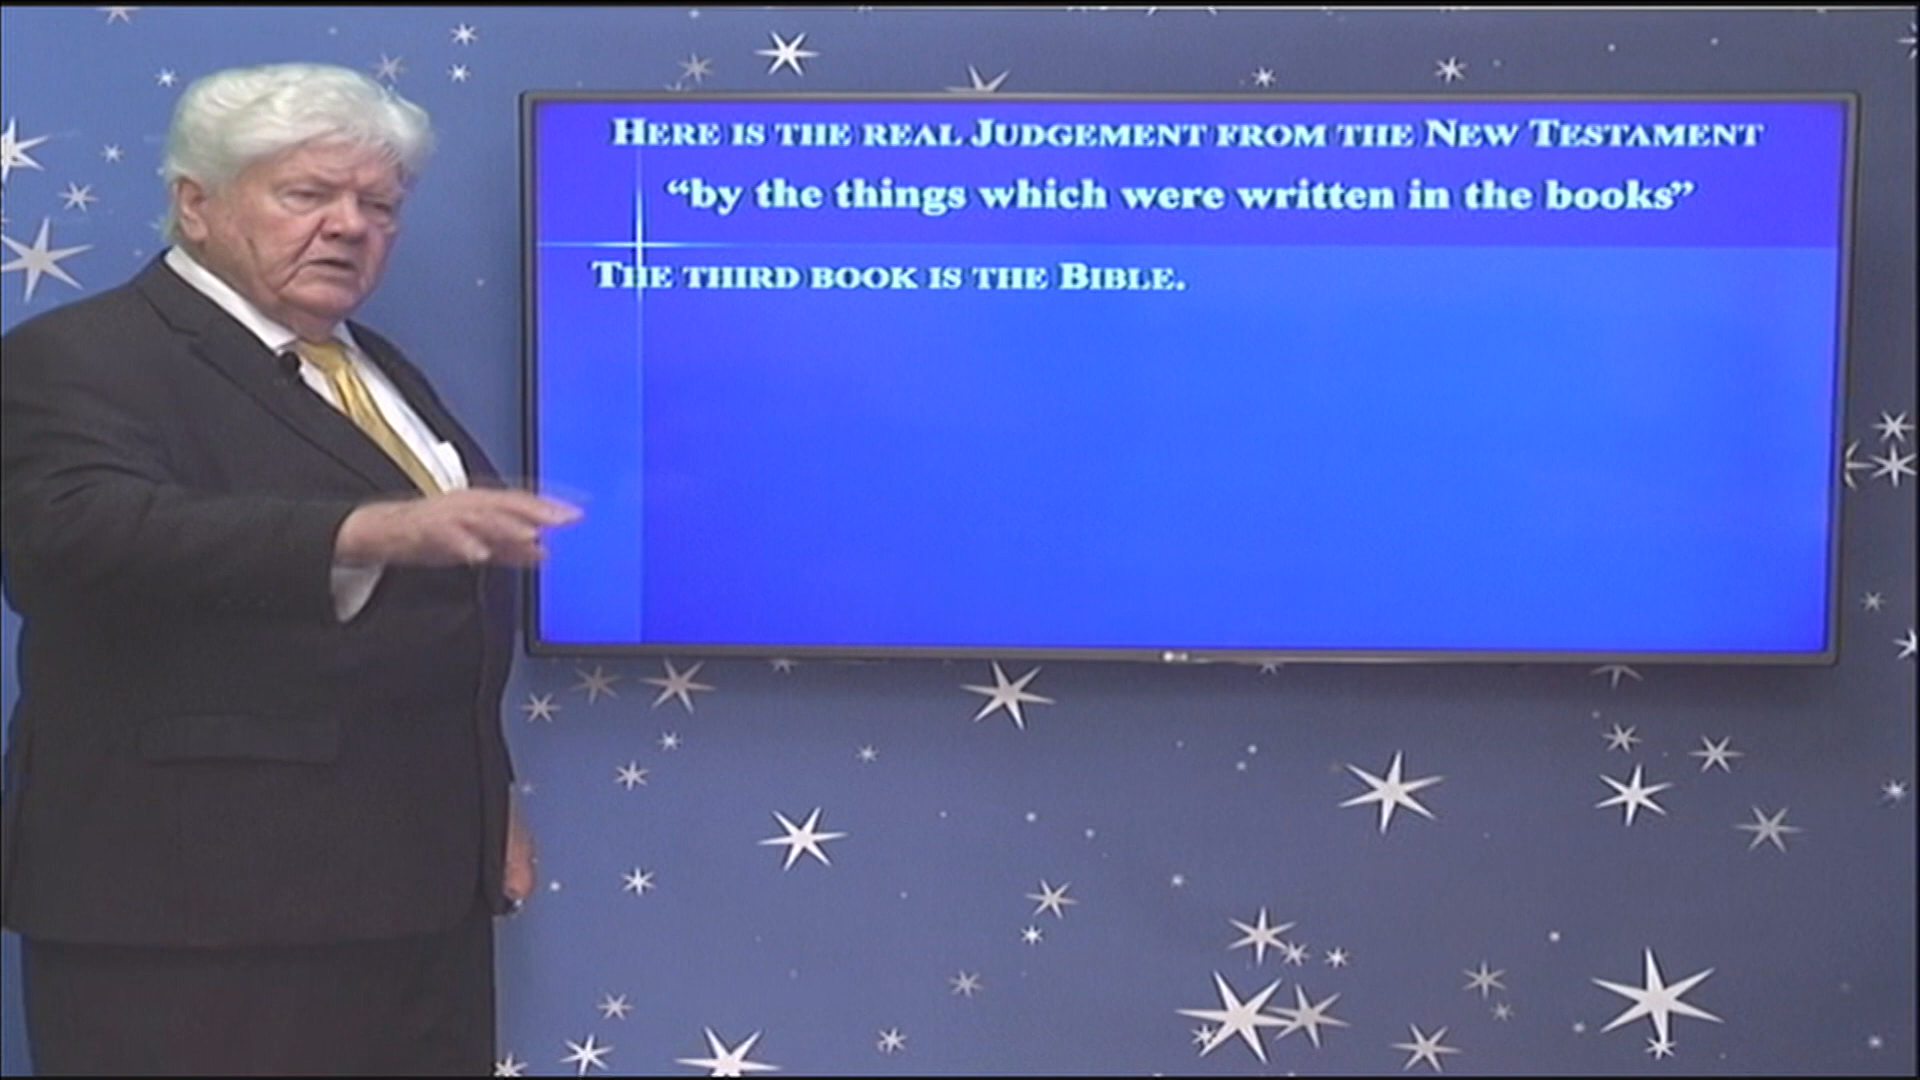 HERE IS THE REAL JUDGEMENT FROM THE NEW TESTAMENT
“by the things which were written in the books”
THE THIRD BOOK IS THE BIBLE.